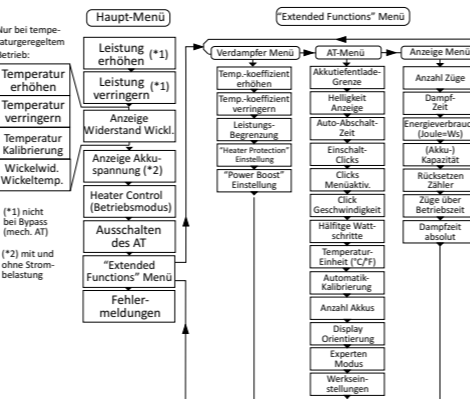 Haupt-Menü
"Extended Functions" Menü
Nur bei tempe-
raturgeregeltem
Betrieb:
Temperatur
erhöhen
Temperatur
verringern
Temperatur
Kalibrierung
Wickelwid.
Wickeltemp.
(*1) nicht
bei Bypass
(mech. AT)
(*2) mit und
ohne Strom-
belastung
Leistung
erhöhen (*1)
Leistung
verringern (*1)
Anzeige
Widerstand Wickl.
Anzeige Akku-
spannung (*2)
Heater Control
(Betriebsmodus)
Ausschalten
des AT
"Extended
Functions" Menü
Fehler-
meldungen
Verdampfer Menü
Temp.-koeffizient
erhöhen
Temp.-koeffizient
verringern
Leistungs-
Begrenzung
"Heater Protection"
Einstellung
"Power Boost"
Einstellung
AT-Menü
Akkutiefentlade-
Grenze
Helligkeit
Anzeige
Auto-Abschalt-
Zeit
Einschalt-
Clicks
Clicks
Menüaktiv.
Click
Geschwindigkeit
Hälfitge Watt-
schritte
Temperatur-
Einheit (°C/°F)
Automatik-
Kalibrierung
Anzahl Akkus
Display
Orientierung
Experten
Modus
Werksein-
stellungen
Anzeige Menü
Anzahl Züge
Dampf-
Zeit
Energieverbrauch
(Joule=Ws)
(Akku-)
Kapazität
Rücksetzen
Zähler
Züge über
Betriebszeit
Dampfzeit
absolut